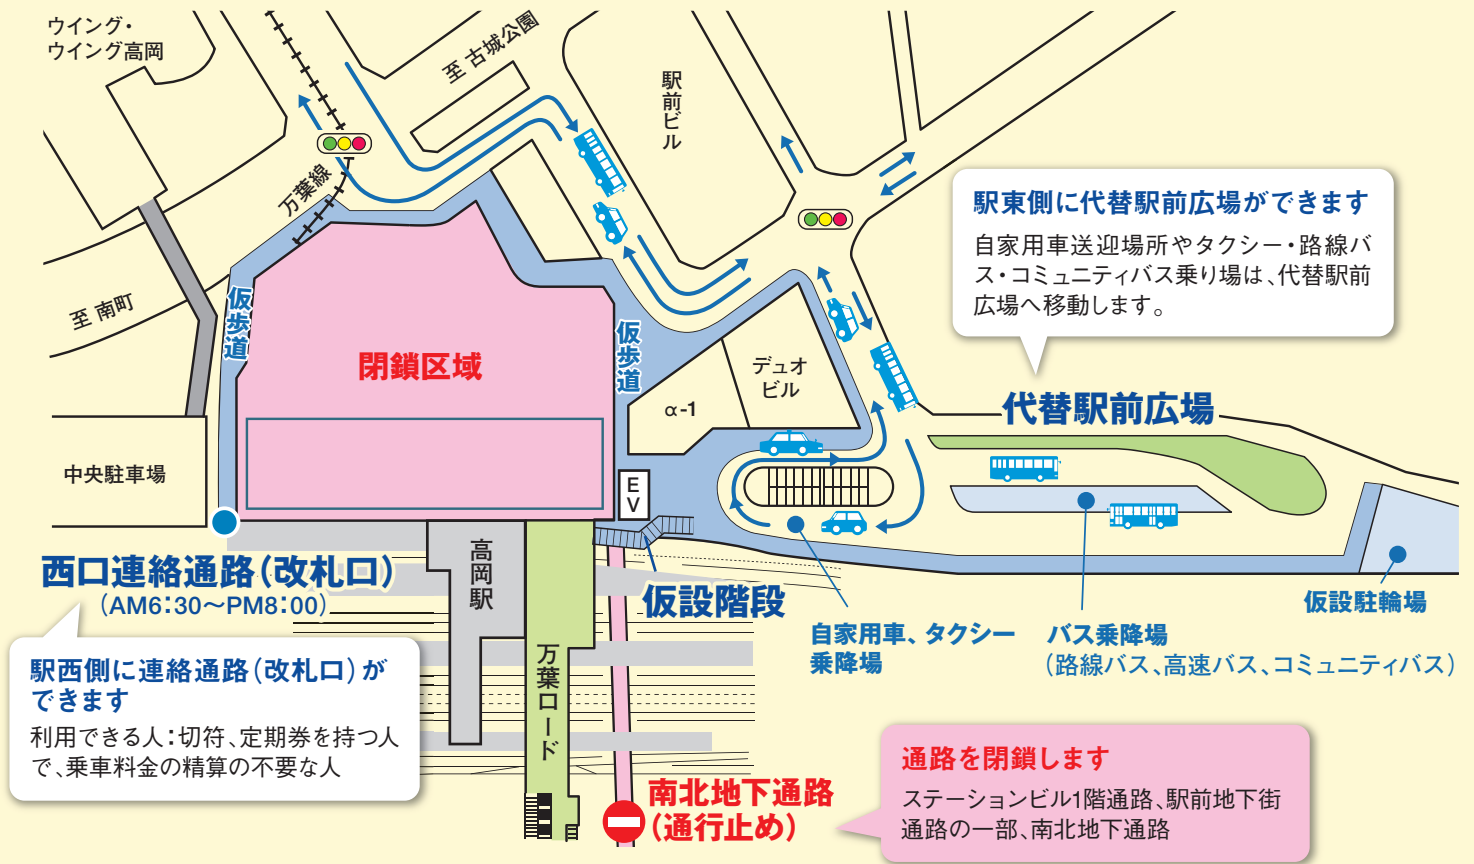 ウイング・
ウイング高岡
至 古城公園
駅前ビル
万葉線
至 南町
仮歩道
閉鎖区域
仮歩道
α-1
デュオ
ビル
駅東側に代替駅前広場ができます
自家用車送迎場所やタクシー・路線バ
ス・コミュニティバス乗り場は、代替駅前
広場へ移動します。
代替駅前広場
中央駐車場
EV
西口連絡通路(改札口)
(AM6:30〜PM8:00)
高岡駅
仮設階段
自家用車、タクシー
乗降場
バス乗降場
(路線バス、高速バス、コミュニティバス)
仮設駐輪場
駅西側に連絡通路(改札口)が
できます
利用できる人:切符、定期券を持つ人
で、乗車料金の精算の不要な人
万葉ロード
南北地下通路
(通行止め)
通路を閉鎖します
ステーションビル1階通路、駅前地下街
通路の一部、南北地下通路